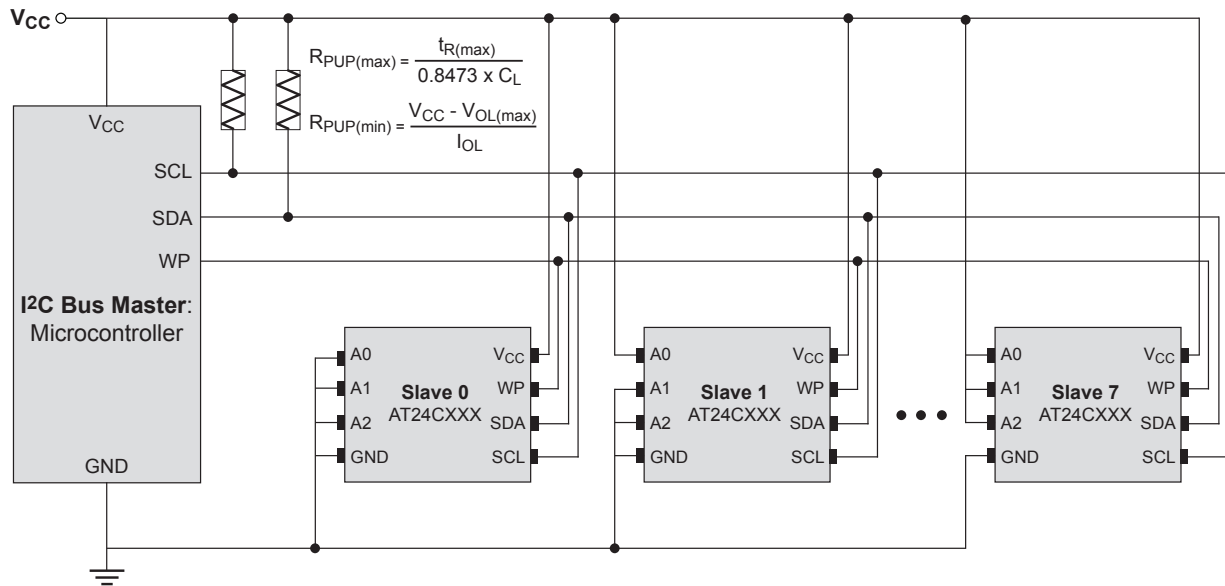 VCC
RPUP(max) = tR(max)
0.8473 x CL
RPUP(min) = VCC - VOL(max)
IOL
VCC
SCL
SDA
WP
I2C Bus Master:
Microcontroller
GND
A0
A1
A2
GND
Slave 0
AT24CXXX
VCC
WP
SDA
SCL
A0
A1
A2
GND
Slave 1
AT24CXXX
VCC
WP
SDA
SCL
A0
A1
A2
GND
Slave 7
AT24CXXX
VCC
WP
SDA
SCL